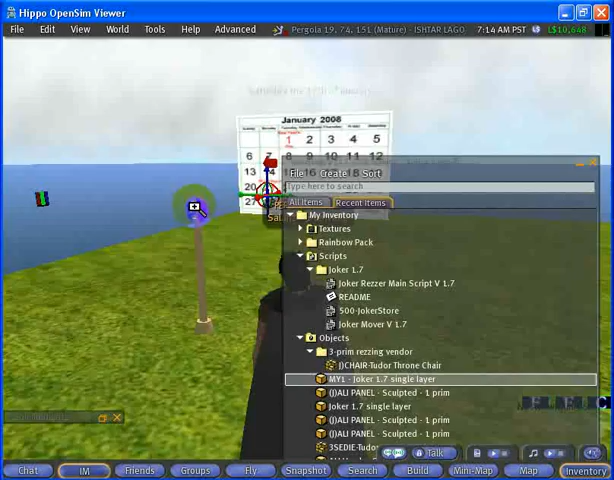 Hippo OpenSim Viewer
File Edit View World Tools Help Advanced Pergola 19, 74, 151 (Mature) - ISHTAR LAGO 7:14 AM PST L$10,648
January 2008
1 2 3 4 5
6 7 8 9 10 11 12
13 14
20
27
File Create Sort
Type here to search
All Items Recent Items
My Inventory
Textures
Rainbow Pack
Scripts
Joker 1.7
Joker Rezzer Main Script V 1.7
README
500-JokerStore
Joker Mover V 1.7
Objects
3-prim rezzing vendor
J)CHAIR-Tudor Throne Chair
MY1 - Joker 1.7 single layer
(J)ALI PANEL - Sculpted - 1 prim
Joker 1.7 single layer
(J)ALI PANEL - Sculpted - 1 prim
(J)ALI PANEL - Sculpted - 1 prim
3SEDIE-Tudo
Talk
Chat IM Friends Groups Fly Snapshot Search Build Mini-Map Map Inventory